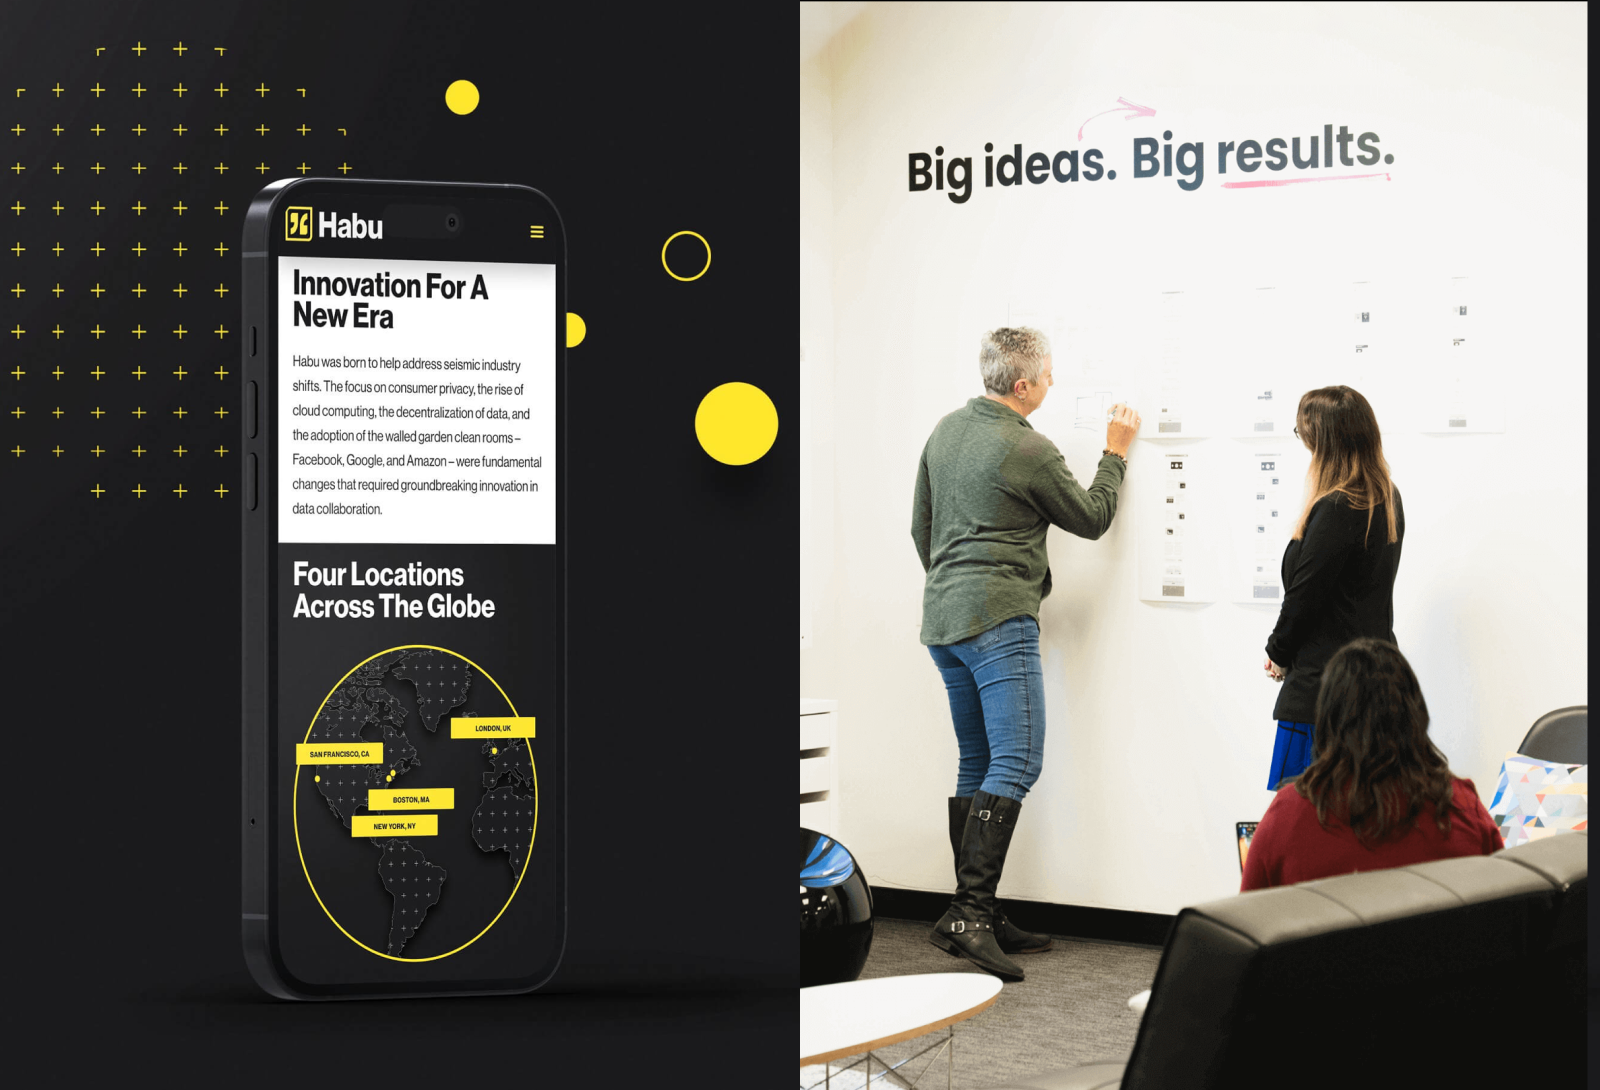 Habu
Innovation For A
New Era
Habu was born to help address seismic industry
shifts. The focus on consumer privacy, the rise of
cloud computing, the decentralization of data, and
the adoption of the walled garden clean rooms –
Facebook, Google, and Amazon – were fundamental
changes that required groundbreaking innovation in
data collaboration.
Four Locations
Across The Globe
LONDON, UK
SAN FRANCISCO, CA
BOSTON, MA
NEW YORK, NY
Big ideas. Big results.